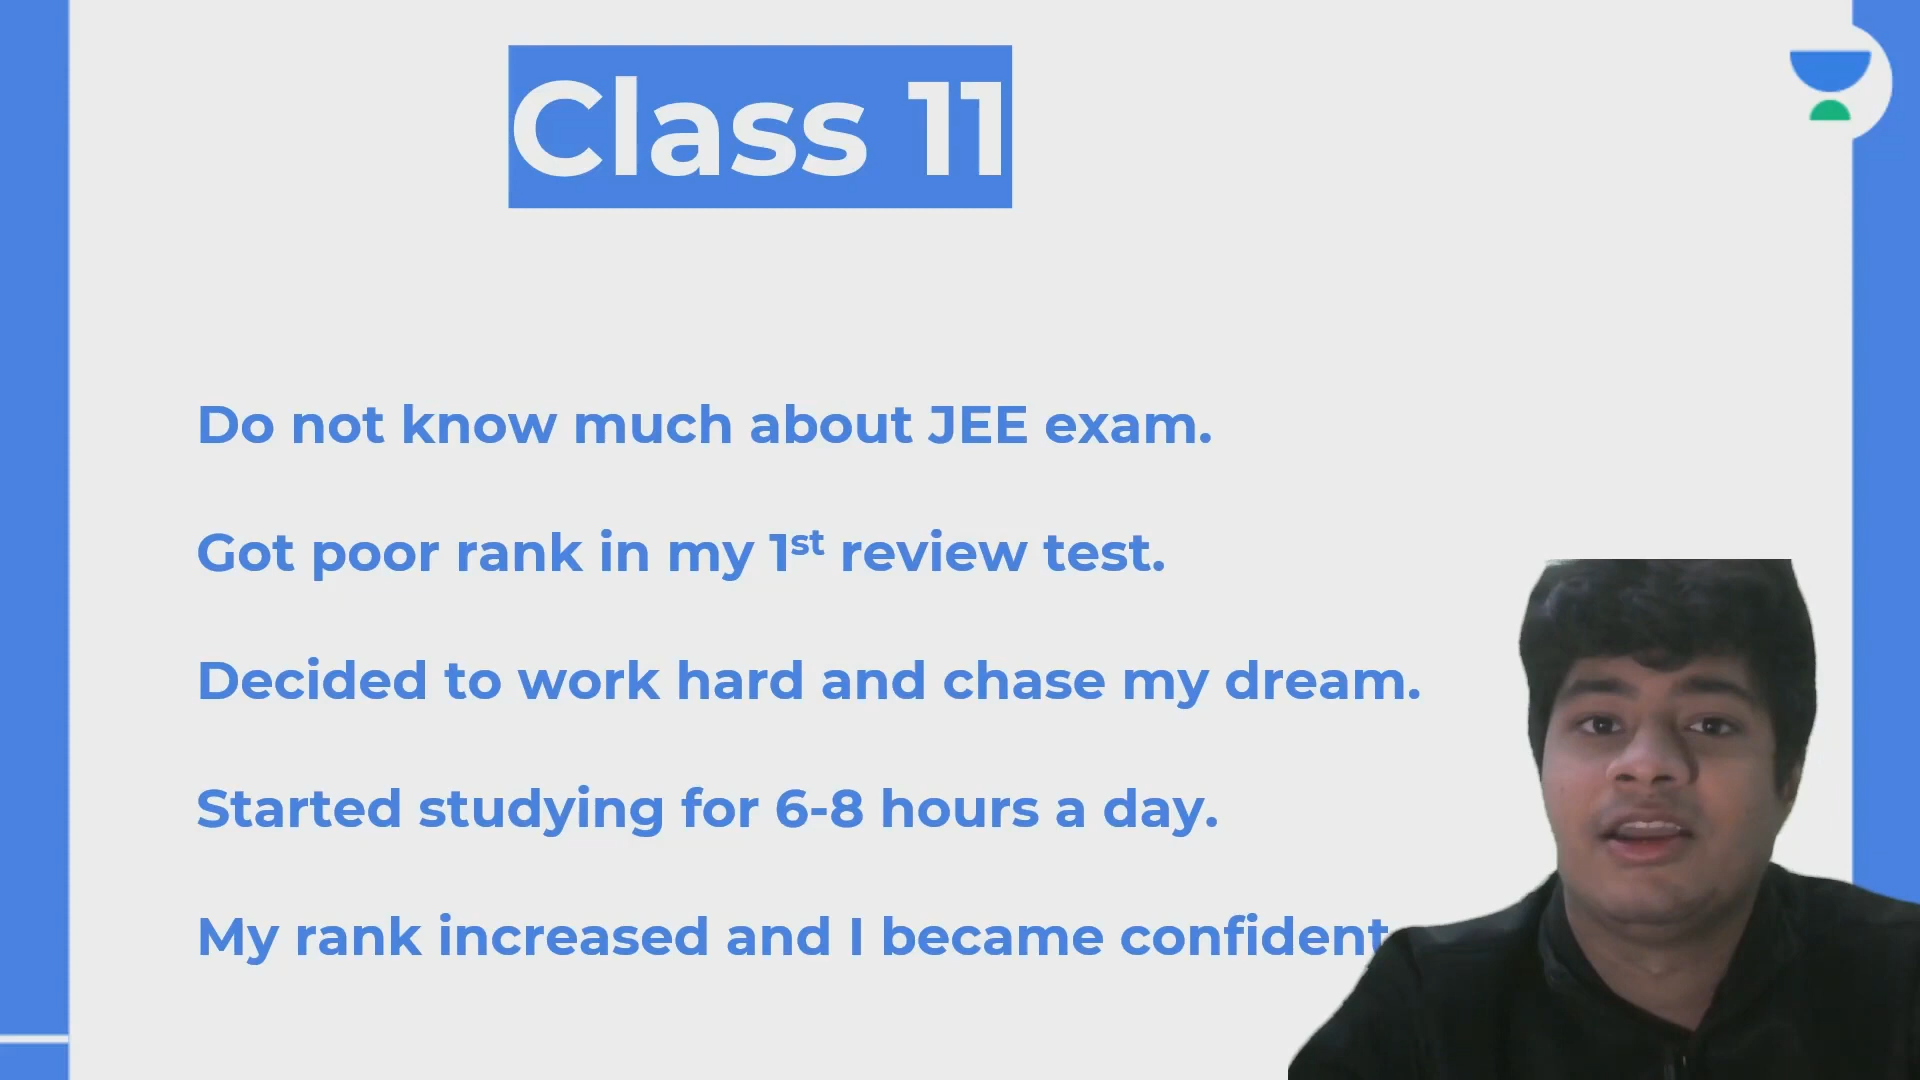 Class 11
Do not know much about JEE exam.
Got poor rank in my 1st review test.
Decided to work hard and chase my dream.
Started studying for 6-8 hours a day.
My rank increased and I became confident